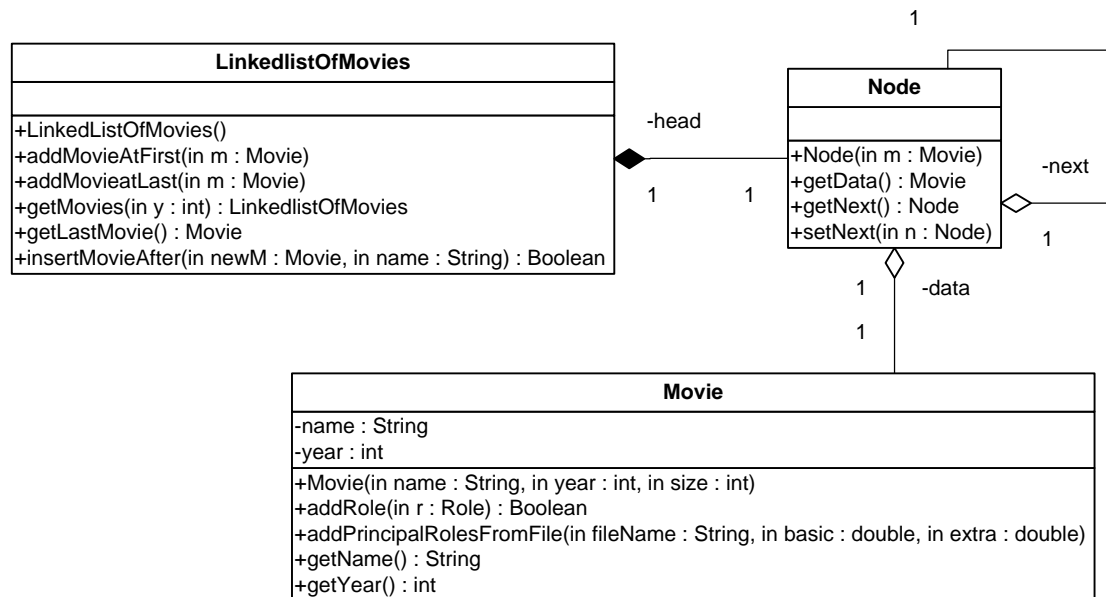 1
LinkedlistOfMovies
+LinkedListOfMovies()
+addMovieAtFirst(in m : Movie)
+addMovieatLast(in m : Movie)
+getMovies(in y : int) : LinkedlistOfMovies
+getLastMovie() : Movie
+insertMovieAfter(in newM : Movie, in name : String) : Boolean
-head
1
1
Node
+Node(in m : Movie)
+getData() : Movie
+getNext() : Node
+setNext(in n : Node)
-next
1
1
-data
1
Movie
-name : String
-year : int
+Movie(in name : String, in year : int, in size : int)
+addRole(in r : Role) : Boolean
+addPrincipalRolesFromFile(in fileName : String, in basic : double, in extra : double)
+getName() : String
+getYear() : int